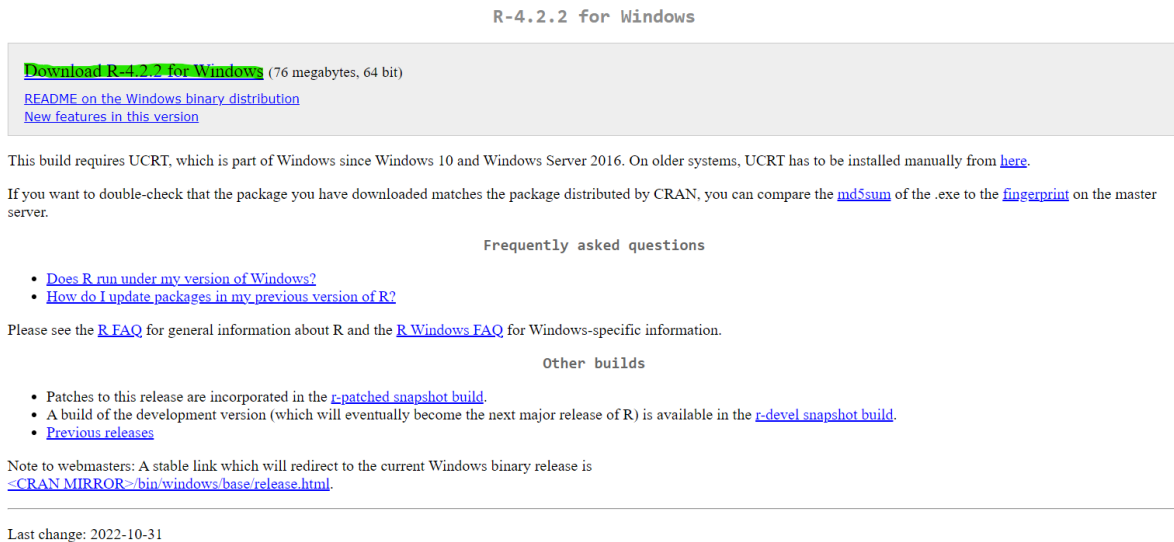 R-4.2.2 for Windows
Download R-4.2.2 for Windows (76 megabytes, 64 bit)
README on the Windows binary distribution
New features in this version
This build requires UCRT, which is part of Windows since Windows 10 and Windows Server 2016. On older systems, UCRT has to be installed manually from here.
If you want to double-check that the package you have downloaded matches the package distributed by CRAN, you can compare the md5sum of the .exe to the fingerprint on the master
server.
Frequently asked questions
• Does R run under my version of Windows?
• How do I update packages in my previous version of R?
Please see the R FAQ for general information about R and the R Windows FAQ for Windows-specific information.
Other builds
• Patches to this release are incorporated in the r-patched snapshot build.
• A build of the development version (which will eventually become the next major release of R) is available in the r-devel snapshot build.
• Previous releases
Note to webmasters: A stable link which will redirect to the current Windows binary release is
<CRAN MIRROR>/bin/windows/base/release.html.
Last change: 2022-10-31